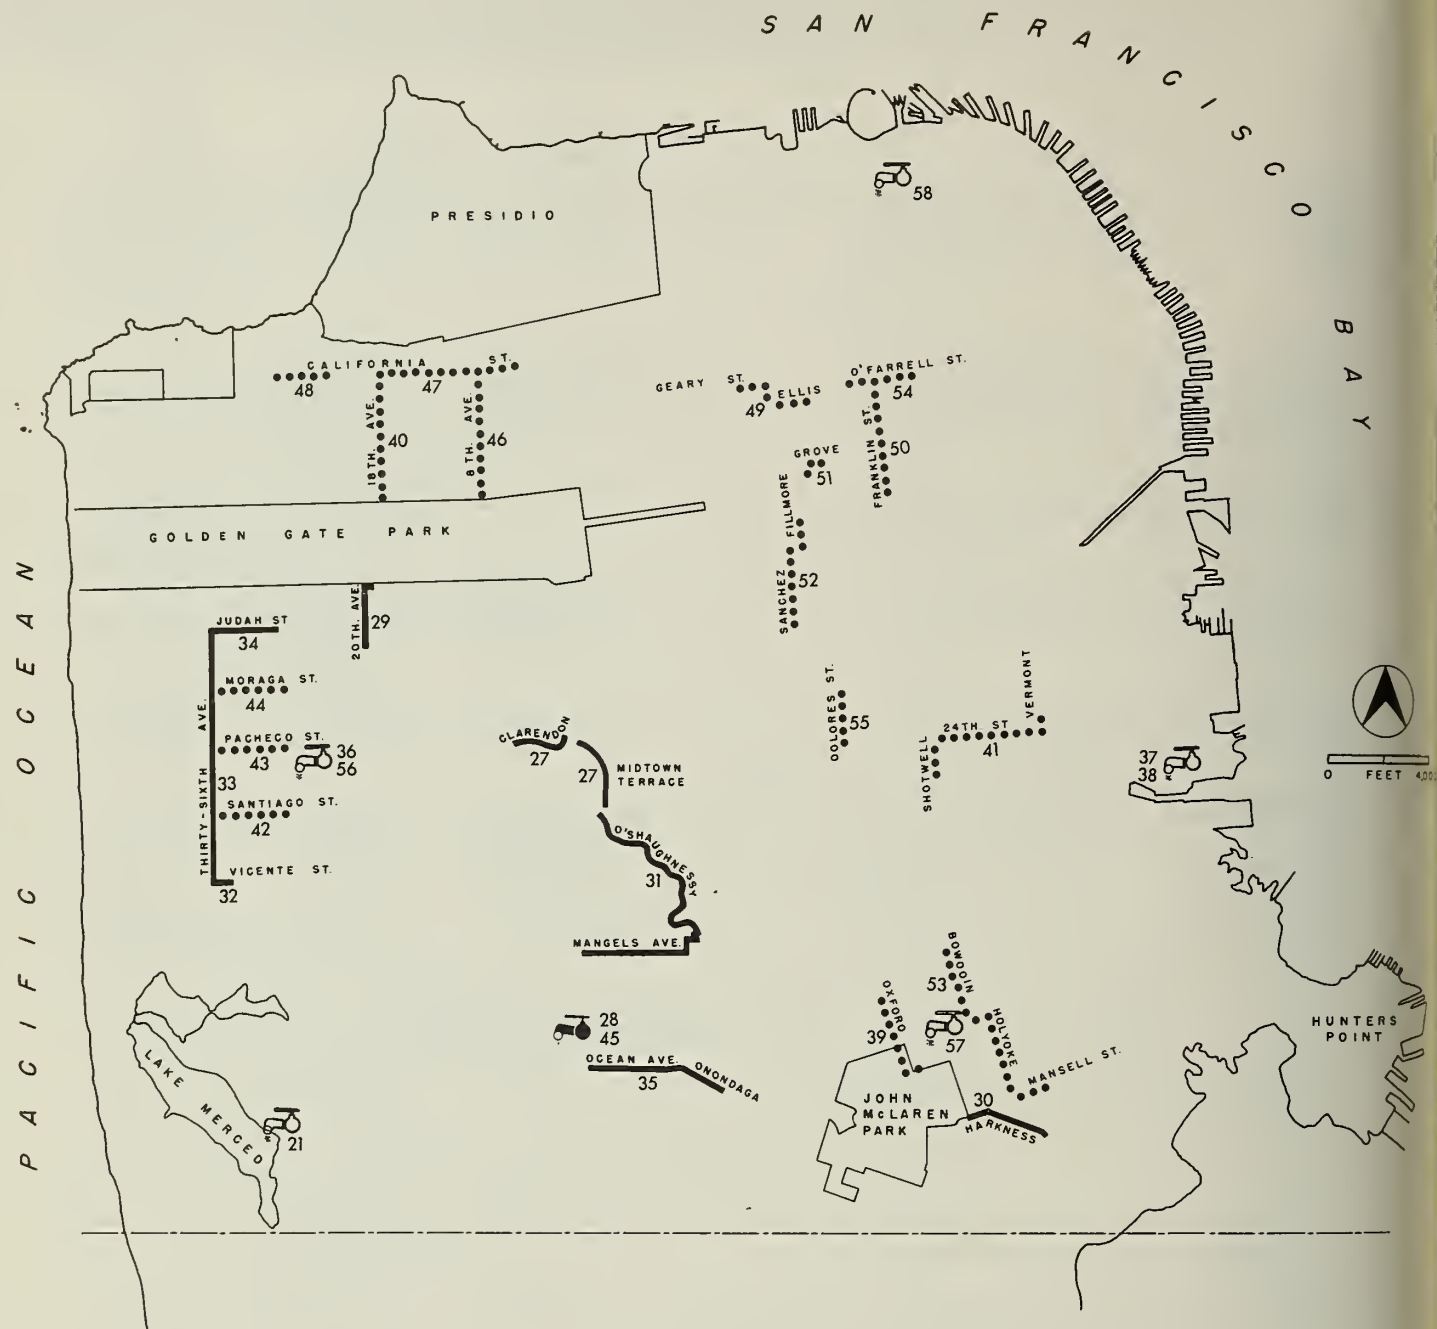 SAN FRANCISCO BAY
58
PRESIDIO
CALIFORNIA ST.
48
47
18TH. AVE.
40
8TH. AVE.
46
GEARY ST.
49
ELLIS
O'FARRELL ST.
54
FRANKLIN ST.
50
GROVE
51
FILLMORE
SANCHEZ
52
GOLDEN GATE PARK
20TH. AVE.
29
JUDAH ST
34
MORAGA ST.
44
PACHECO ST.
43
36
56
THIRTY-SIXTH AVE.
33
SANTIAGO ST.
42
VICENTE ST.
32
PACIFIC OCEAN
CLARENDON
27
27
MIDTOWN
TERRACE
O'SHAUGHNESSY
31
MANGELS AVE.
DOLORES ST.
55
SHOTWELL
24TH. ST
41
VERMONT
37
38
0 FEET
HUNTERS
POINT
28
45
OCEAN AVE.
35
ONONDAGA
BOWDOIN
53
OXFORD
39
57
HOLYOKE
MANSELL ST.
JOHN
McLAREN
PARK
30
HARKNESS
LAKE MERCED
21